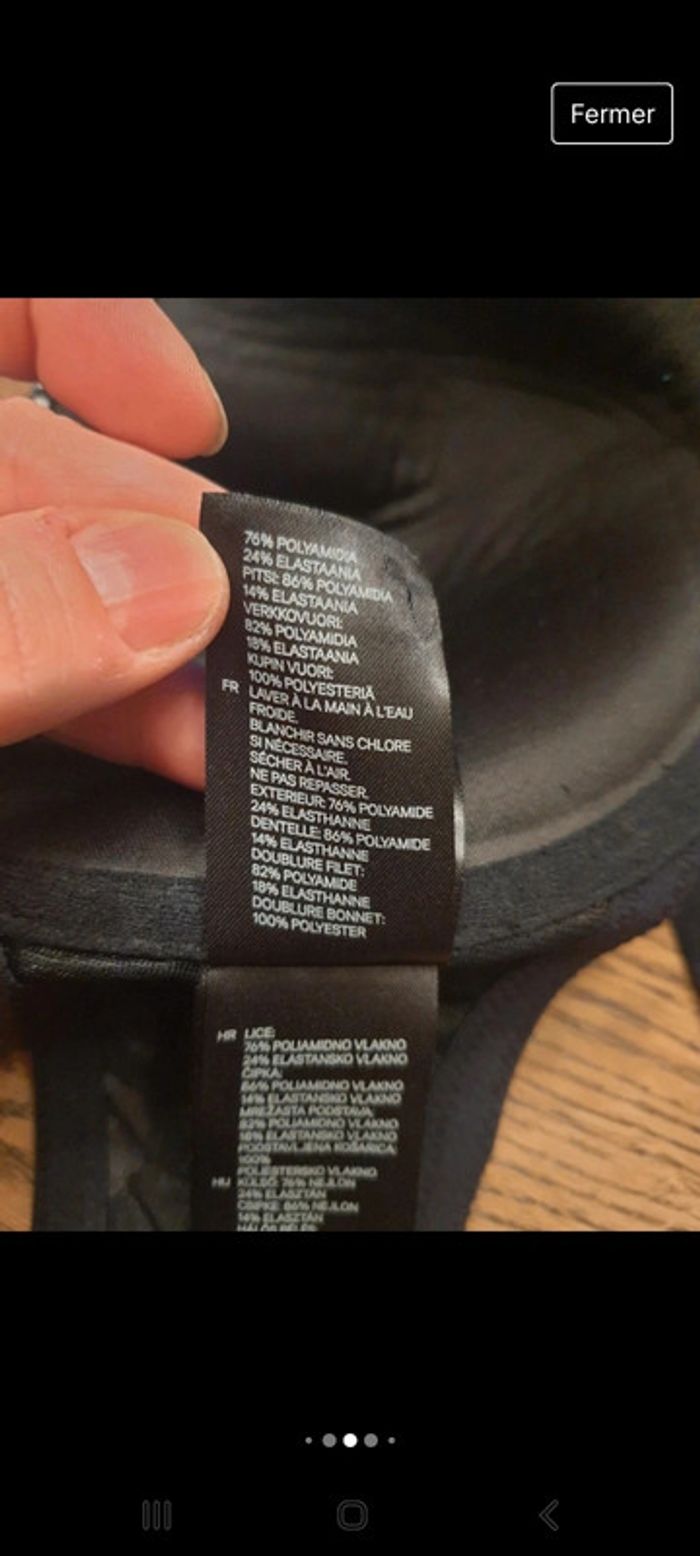 Fermer
76% POLYAMIDIA
24% ELASTAANIA
PITSI: 86% POLYAMIDIA
14% ELASTAANIA
VERKKOVUORI:
82% POLYAMIDIA
18% ELASTAANIA
KUPIN VUORI:
100% POLYESTERIÄ
FR LAVER À LA MAIN À L'EAU
FROIDE.
BLANCHIR SANS CHLORE
SI NÉCESSAIRE.
SÉCHER À L'AIR.
NE PAS REPASSER.
EXTERIEUR: 76% POLYAMIDE
24% ELASTHANNE
DENTELLE: 86% POLYAMIDE
14% ELASTHANNE
DOUBLURE FILET:
82% POLYAMIDE
18% ELASTHANNE
DOUBLURE BONNET:
100% POLYESTER
HR LICE:
76% POLIAMIDNO VLAKNO
24% ELASTANSKO VLAKNO
ČIPKA:
86% POLIAMIDNO VLAKNO
14% ELASTANSKO VLAKNO
MREŽASTA PODSTAVA:
82% POLIAMIDNO VLAKNO
18% ELASTANSKO VLAKNO
PODSTAVLJENA KOŠARICA:
100%
POLIESTERSKO VLAKNO
HU KÜLSŐ: 76% NEJLON
24% ELASZTÁN
CSIPKE: 86% NEJLON
14% ELASZTÁN
HÁLÓS BÉLÉS: